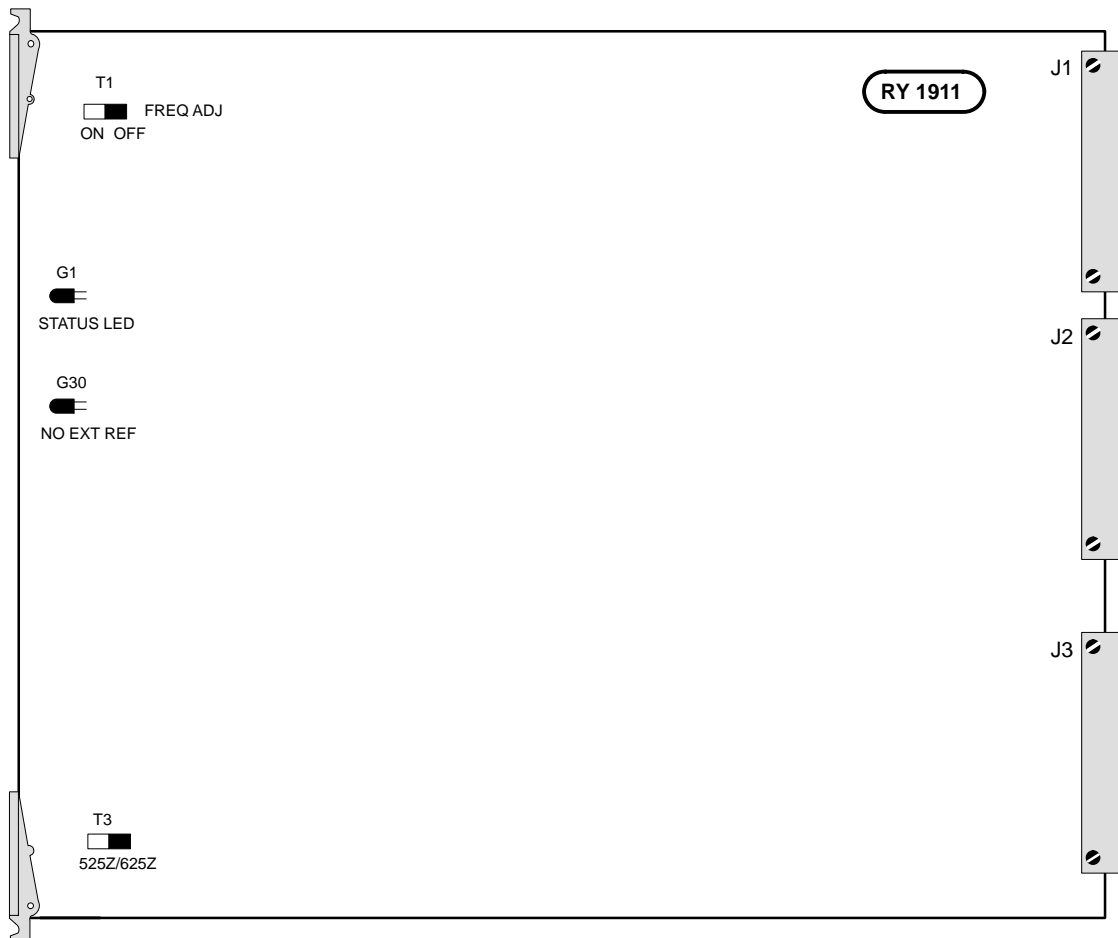 T1
FREQ ADJ
ON OFF
RY 1911
J1
G1
STATUS LED
J2
G30
NO EXT REF
J3
T3
525Z/625Z